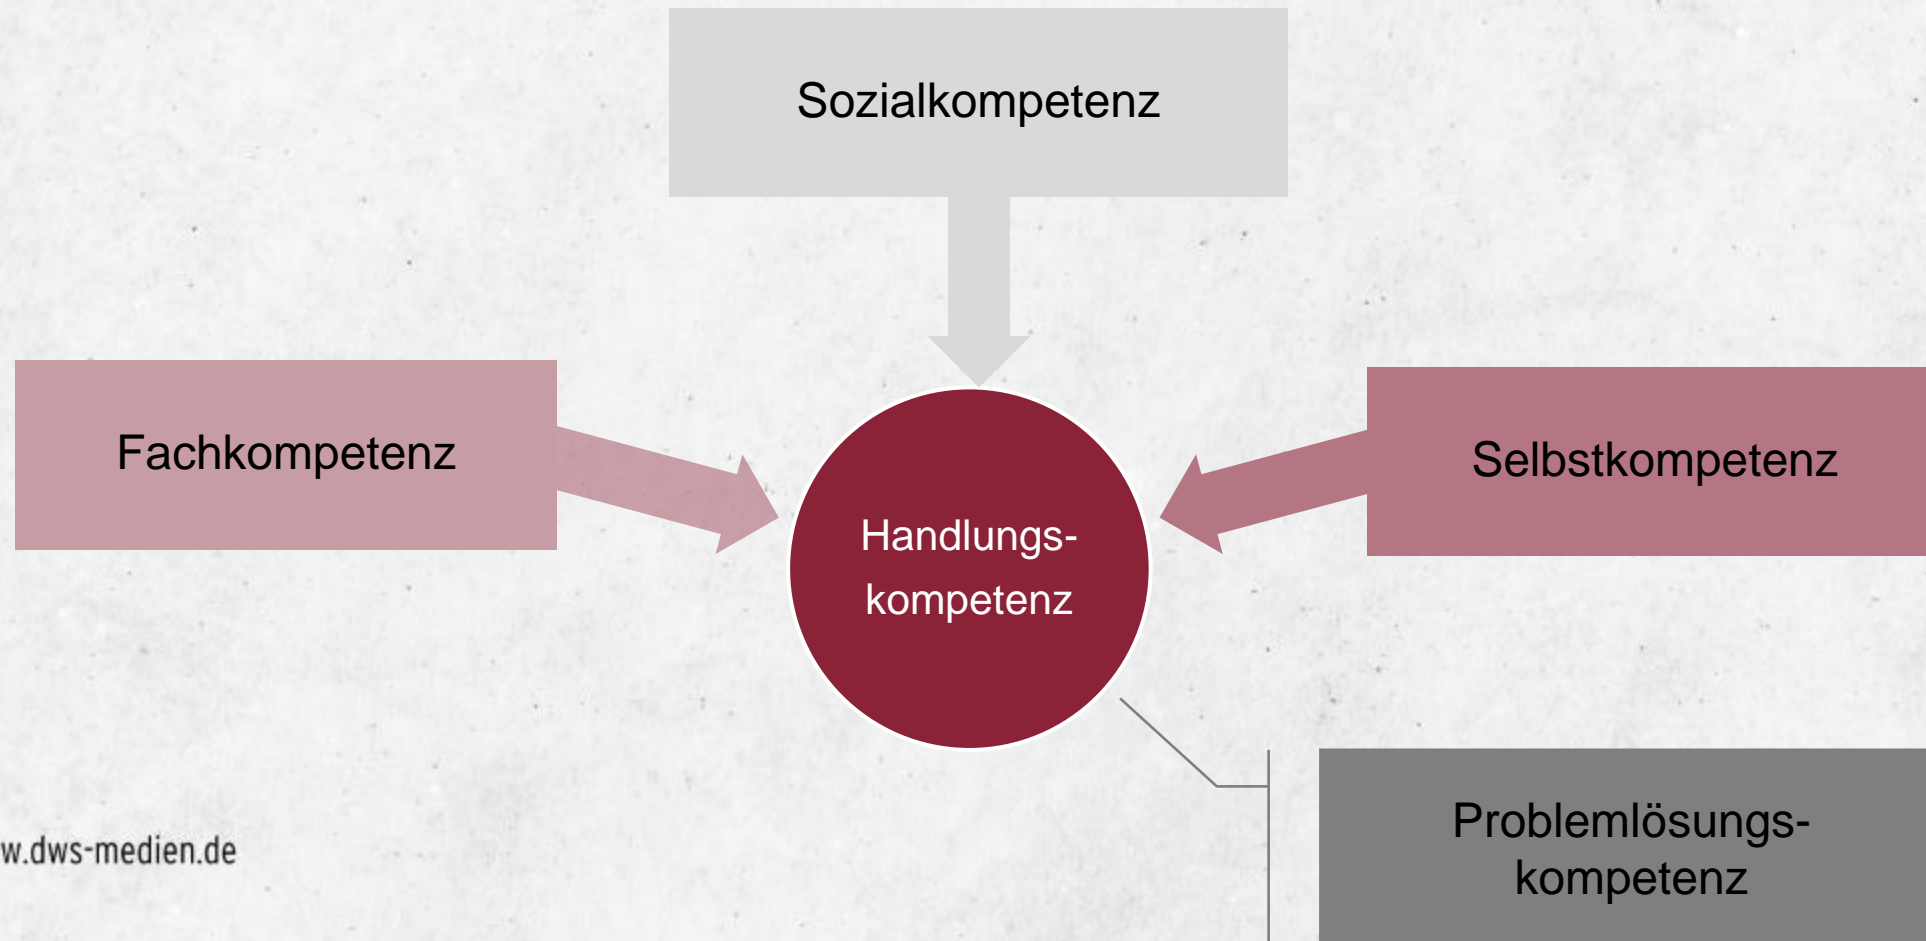 Sozialkompetenz
Fachkompetenz
Selbstkompetenz
Handlungs-
kompetenz
Problemlösungs-
kompetenz
w.dws-medien.de